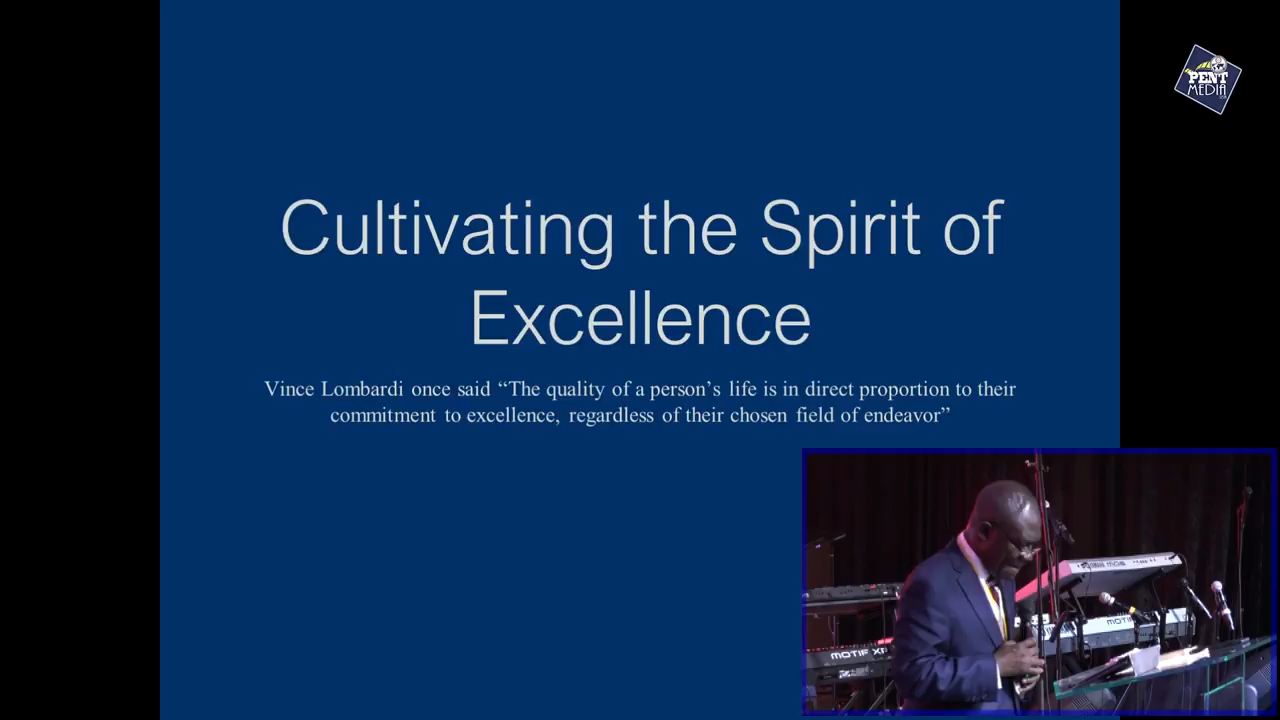 PENT
MEDIA
Cultivating the Spirit of
Excellence
Vince Lombardi once said “The quality of a person’s life is in direct proportion to their
commitment to excellence, regardless of their chosen field of endeavor”
MOTIF
MOTIF XF